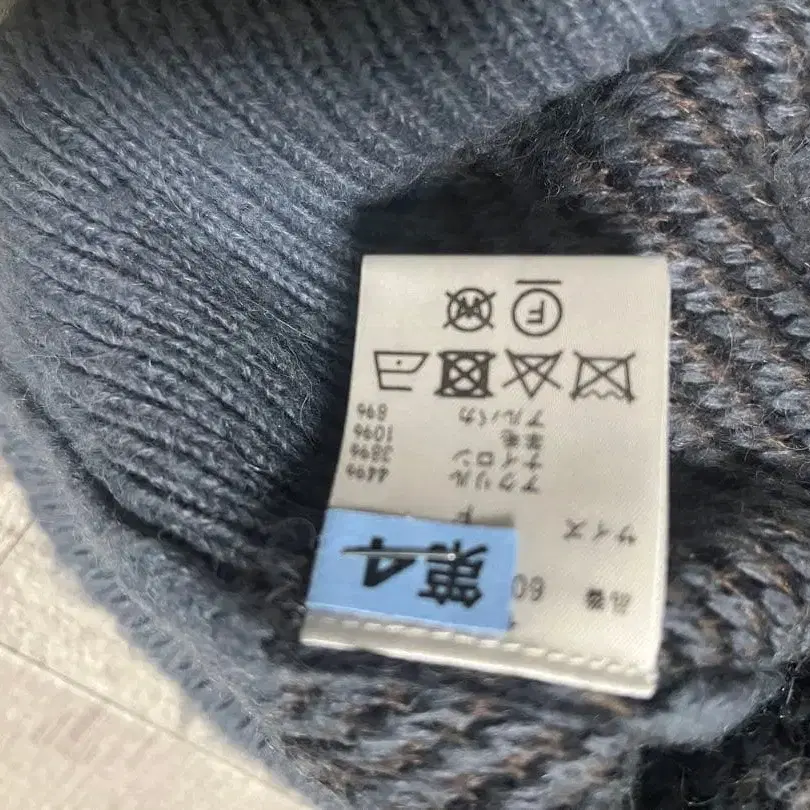 品番 60
第4
サイズ F
アクリル 44%
ナイロン 38%
羊毛 10%
アルパカ 8%
F W